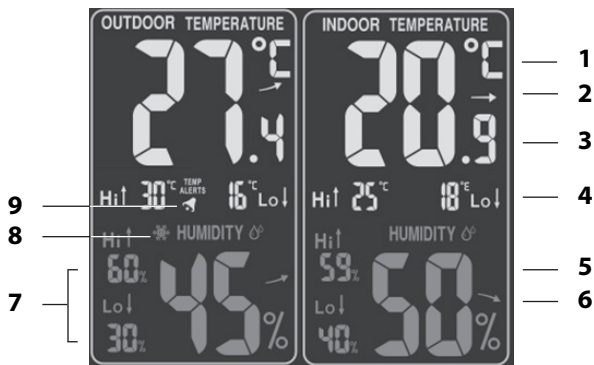 OUTDOOR TEMPERATURE
27.4 °C
Hi↑ 30°C TEMP ALERTS 16°C Lo↓
Hi↑ HUMIDITY
60%
Lo↓
30%
45%
INDOOR TEMPERATURE
20.9 °C
Hi↑ 25°C 18°E Lo↓
Hi↑ HUMIDITY
59%
Lo↓
40%
50%
1
2
3
4
5
6
9
8
7